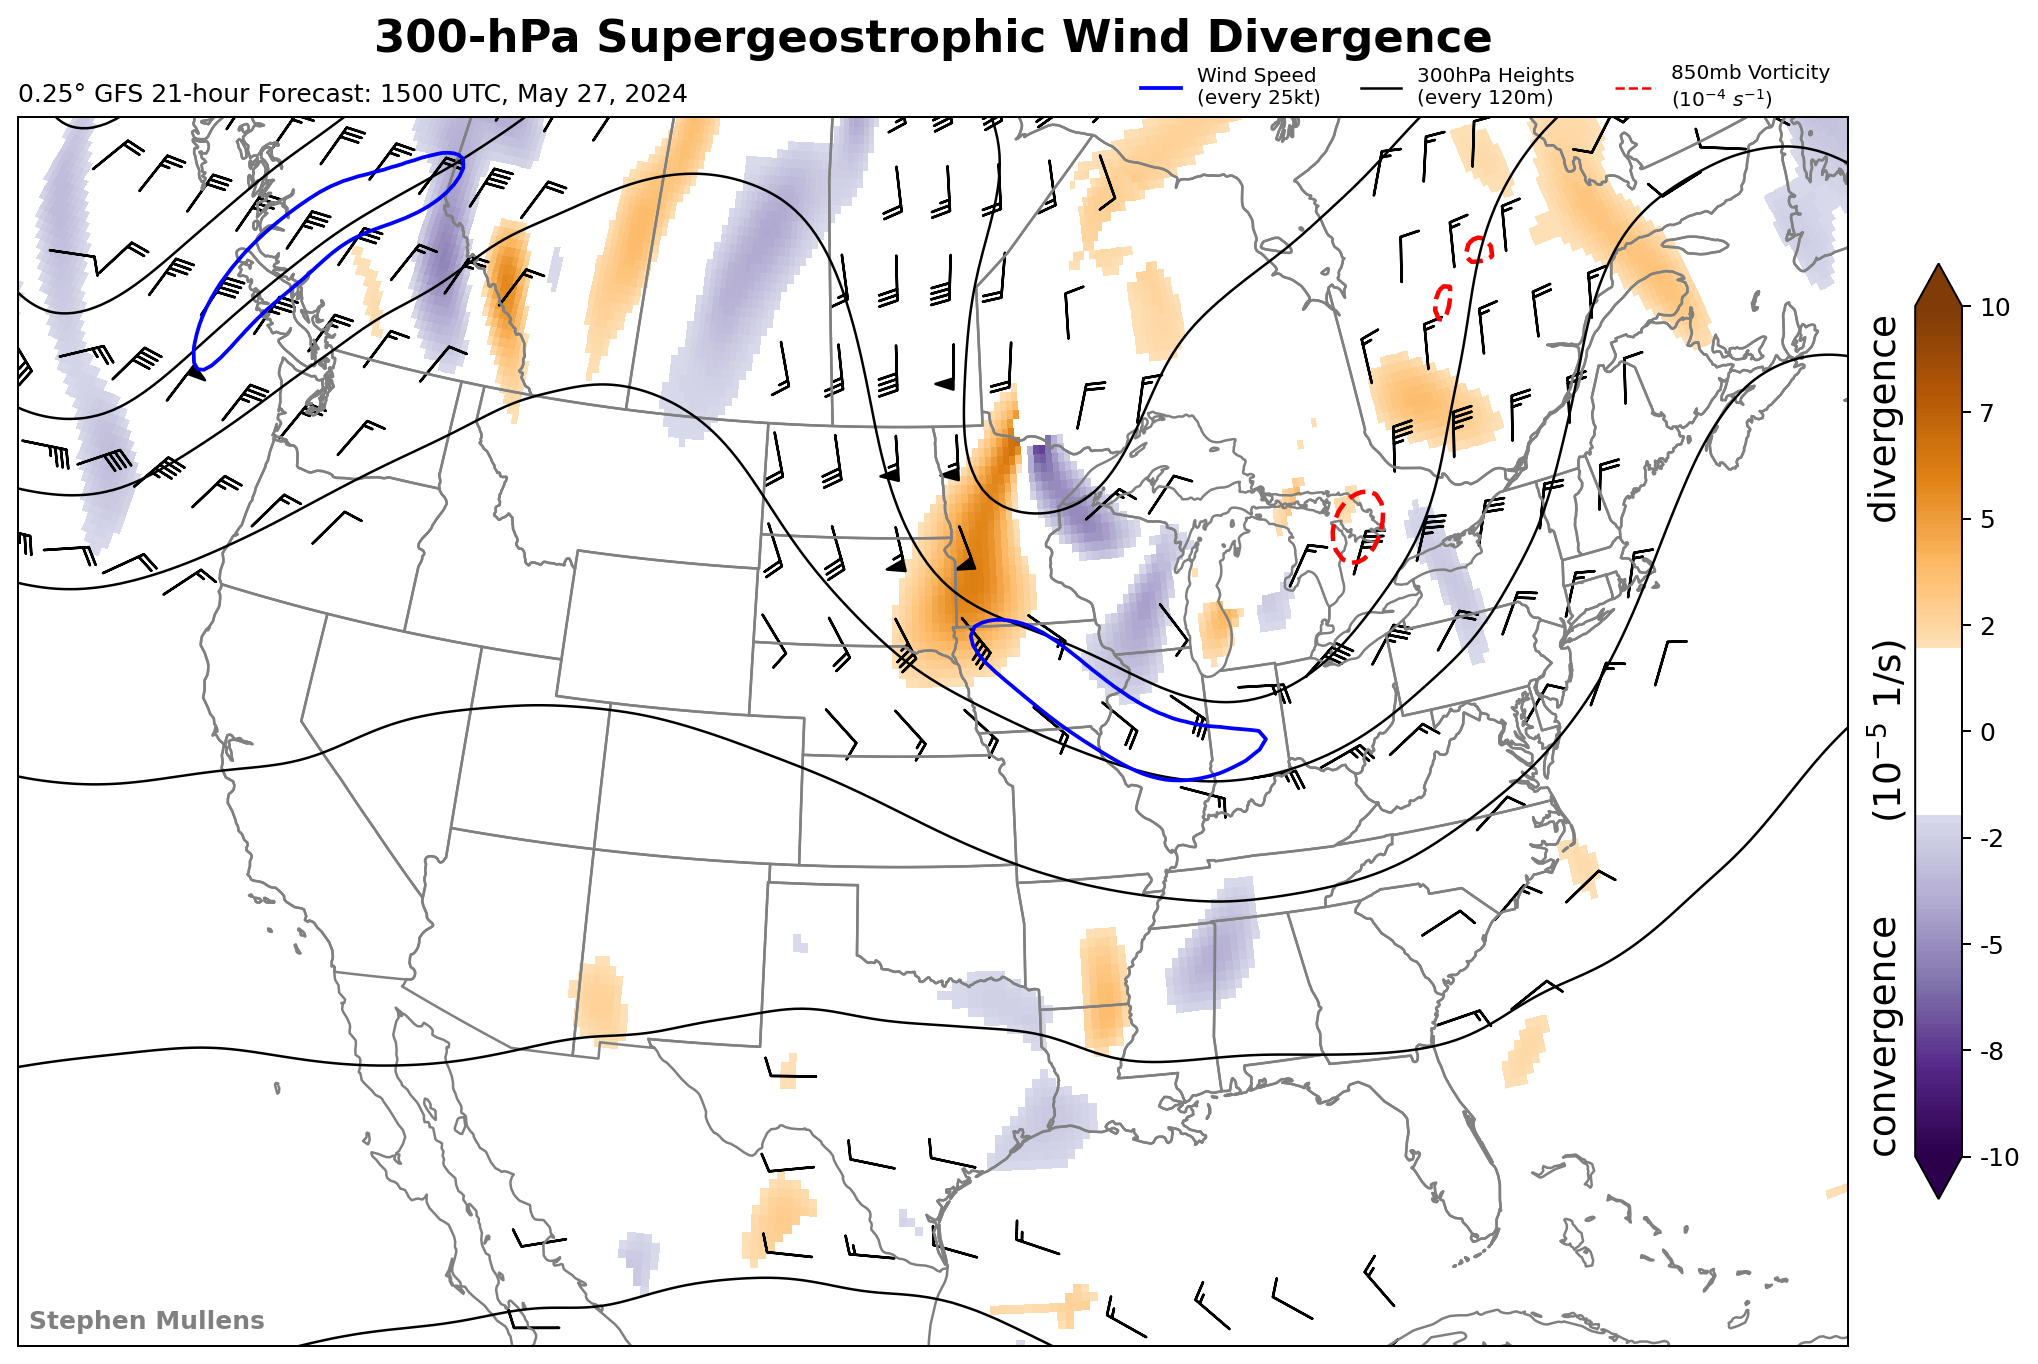 300-hPa Supergeostrophic Wind Divergence
0.25° GFS 21-hour Forecast: 1500 UTC, May 27, 2024
Wind Speed
(every 25kt)
300hPa Heights
(every 120m)
850mb Vorticity
(10⁻⁴ s⁻¹)
10
7
5
2
0
-2
-5
-8
-10
convergence (10⁻⁵ 1/s) divergence
Stephen Mullens